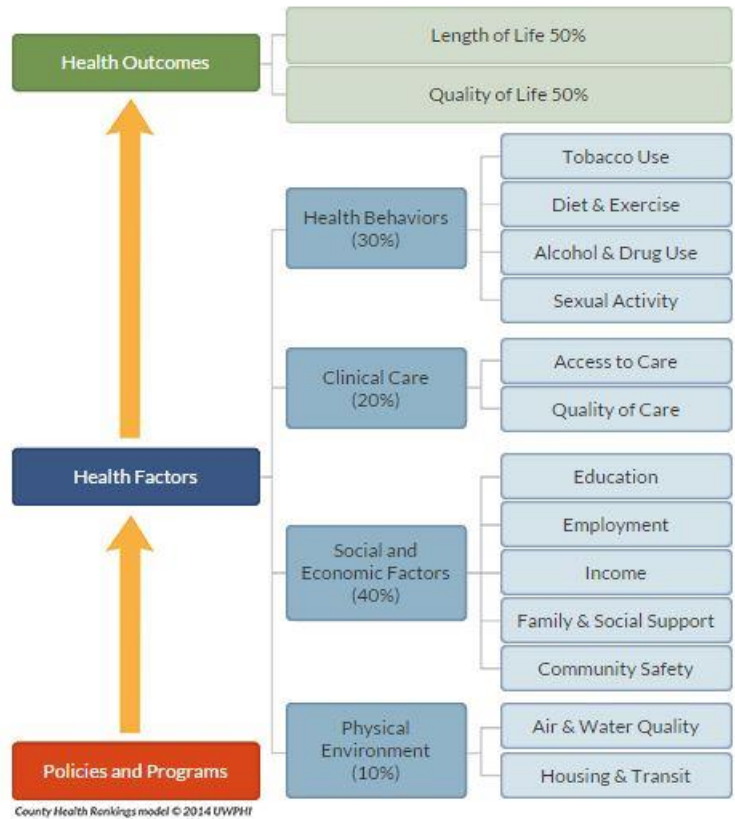 Health Outcomes
Length of Life 50%
Quality of Life 50%
Health Factors
Health Behaviors
(30%)
Tobacco Use
Diet & Exercise
Alcohol & Drug Use
Sexual Activity
Clinical Care
(20%)
Access to Care
Quality of Care
Social and
Economic Factors
(40%)
Education
Employment
Income
Family & Social Support
Community Safety
Physical
Environment
(10%)
Air & Water Quality
Housing & Transit
Policies and Programs
County Health Rankings model © 2014 UWPHI